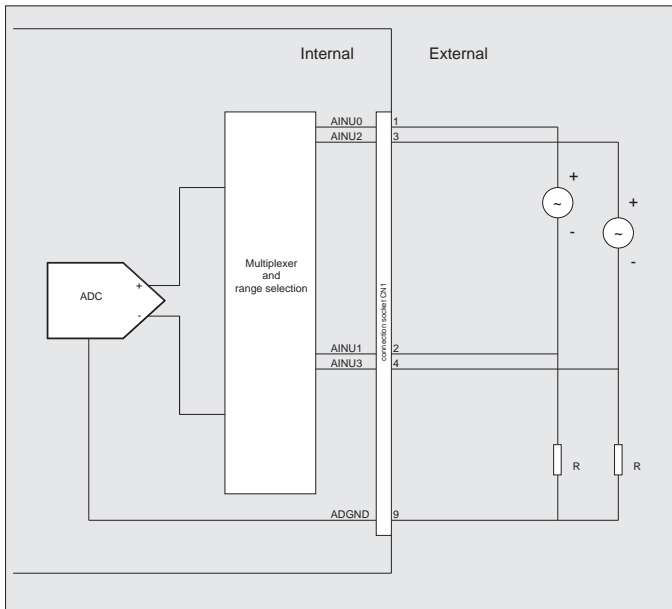 Internal External
AINU0 1
AINU2 3
+
+
~
~
-
-
Multiplexer
and
range selection
ADC
+
-
connection socket CN1
AINU1 2
AINU3 4
R R
ADGND 9